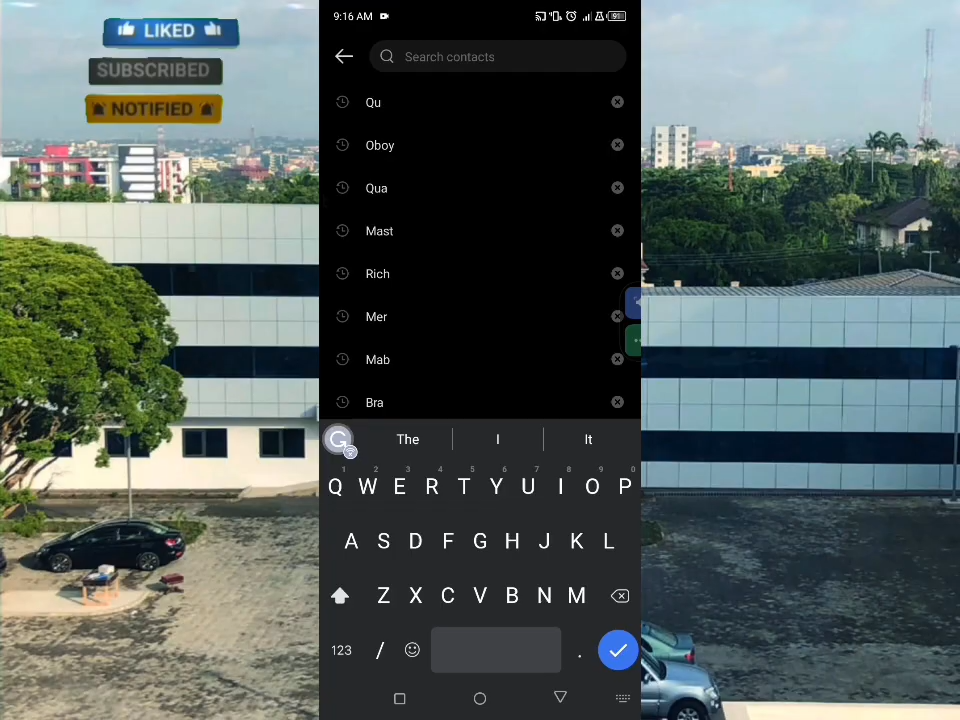 LIKED
SUBSCRIBED
NOTIFIED
9:16 AM
91
Search contacts
Qu
Oboy
Qua
Mast
Rich
Mer
Mab
Bra
The I It
1 2 3 4 5 6 7 8 9 0
Q W E R T Y U I O P
A S D F G H J K L
Z X C V B N M
123 / .